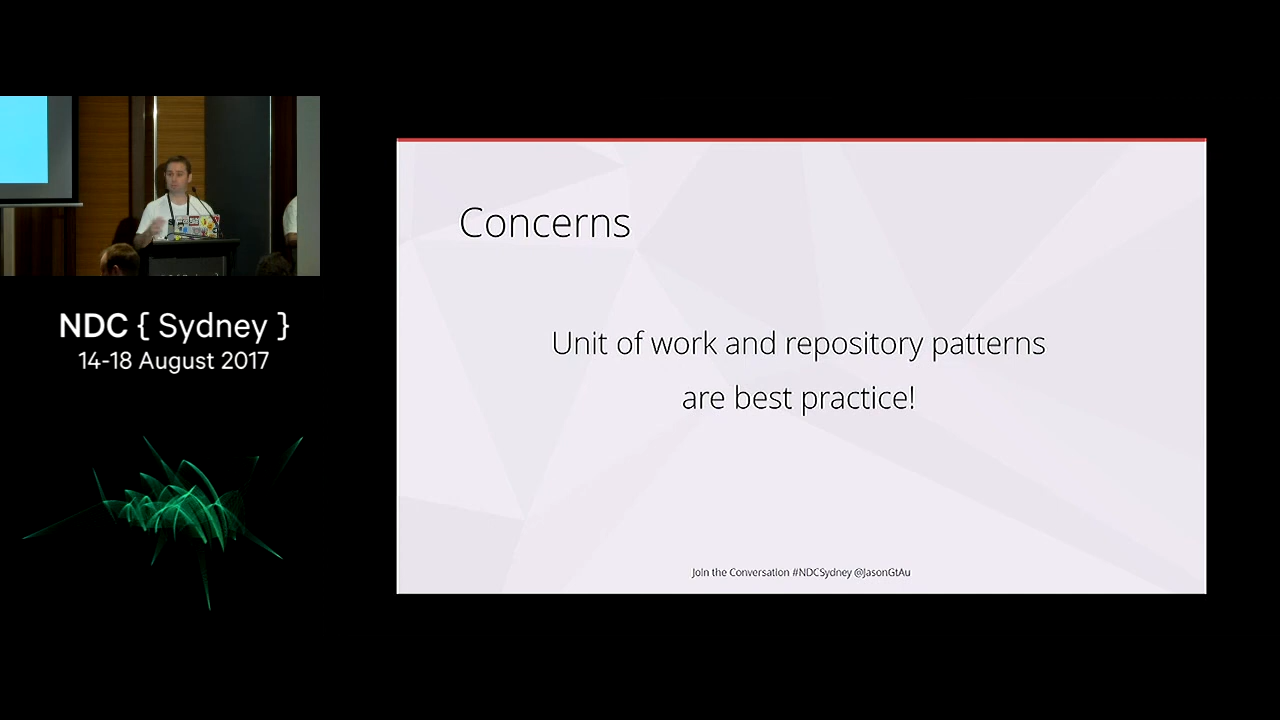 NDC { Sydney }
14-18 August 2017
Concerns
Unit of work and repository patterns
are best practice!
Join the Conversation #NDCSydney @JasonGtAu